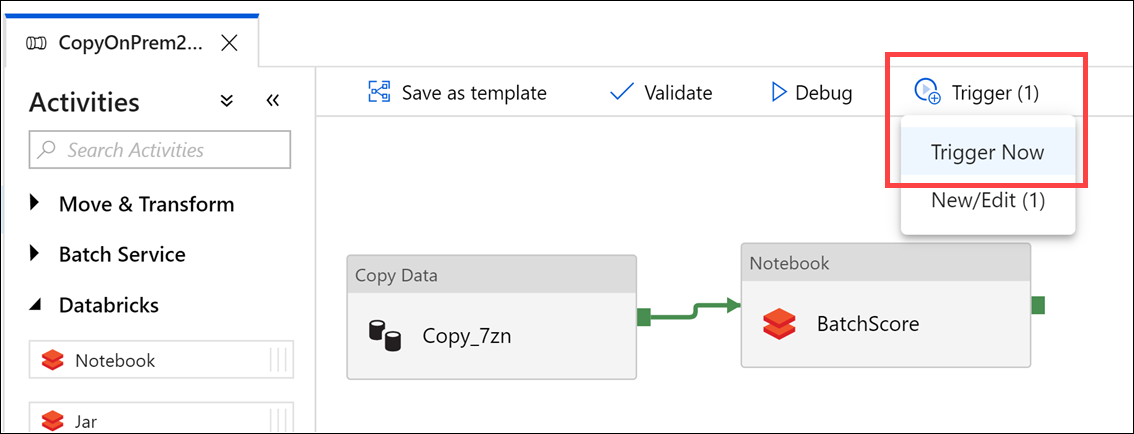 CopyOnPrem2...
Activities
Search Activities
Move & Transform
Batch Service
Databricks
Notebook
Jar
Save as template
Validate
Debug
Trigger (1)
Trigger Now
New/Edit (1)
Copy Data
Copy_7zn
Notebook
BatchScore